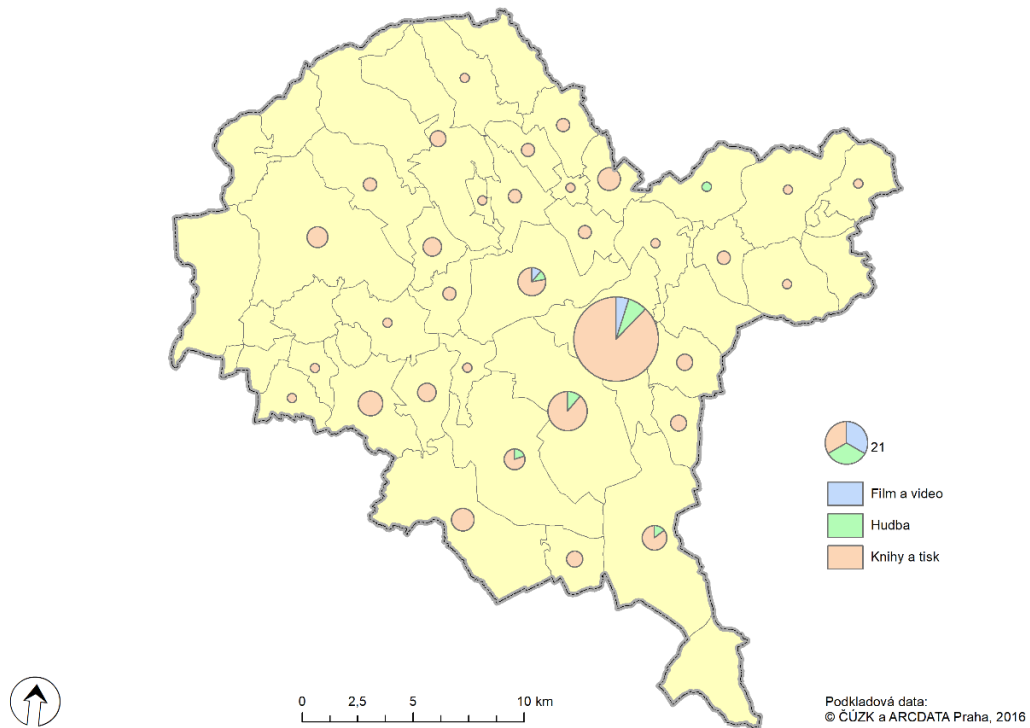 21
Film a video
Hudba
Knihy a tisk
0 2,5 5 10 km
Podkladová data:
© ČÚZK a ARCDATA Praha, 2016